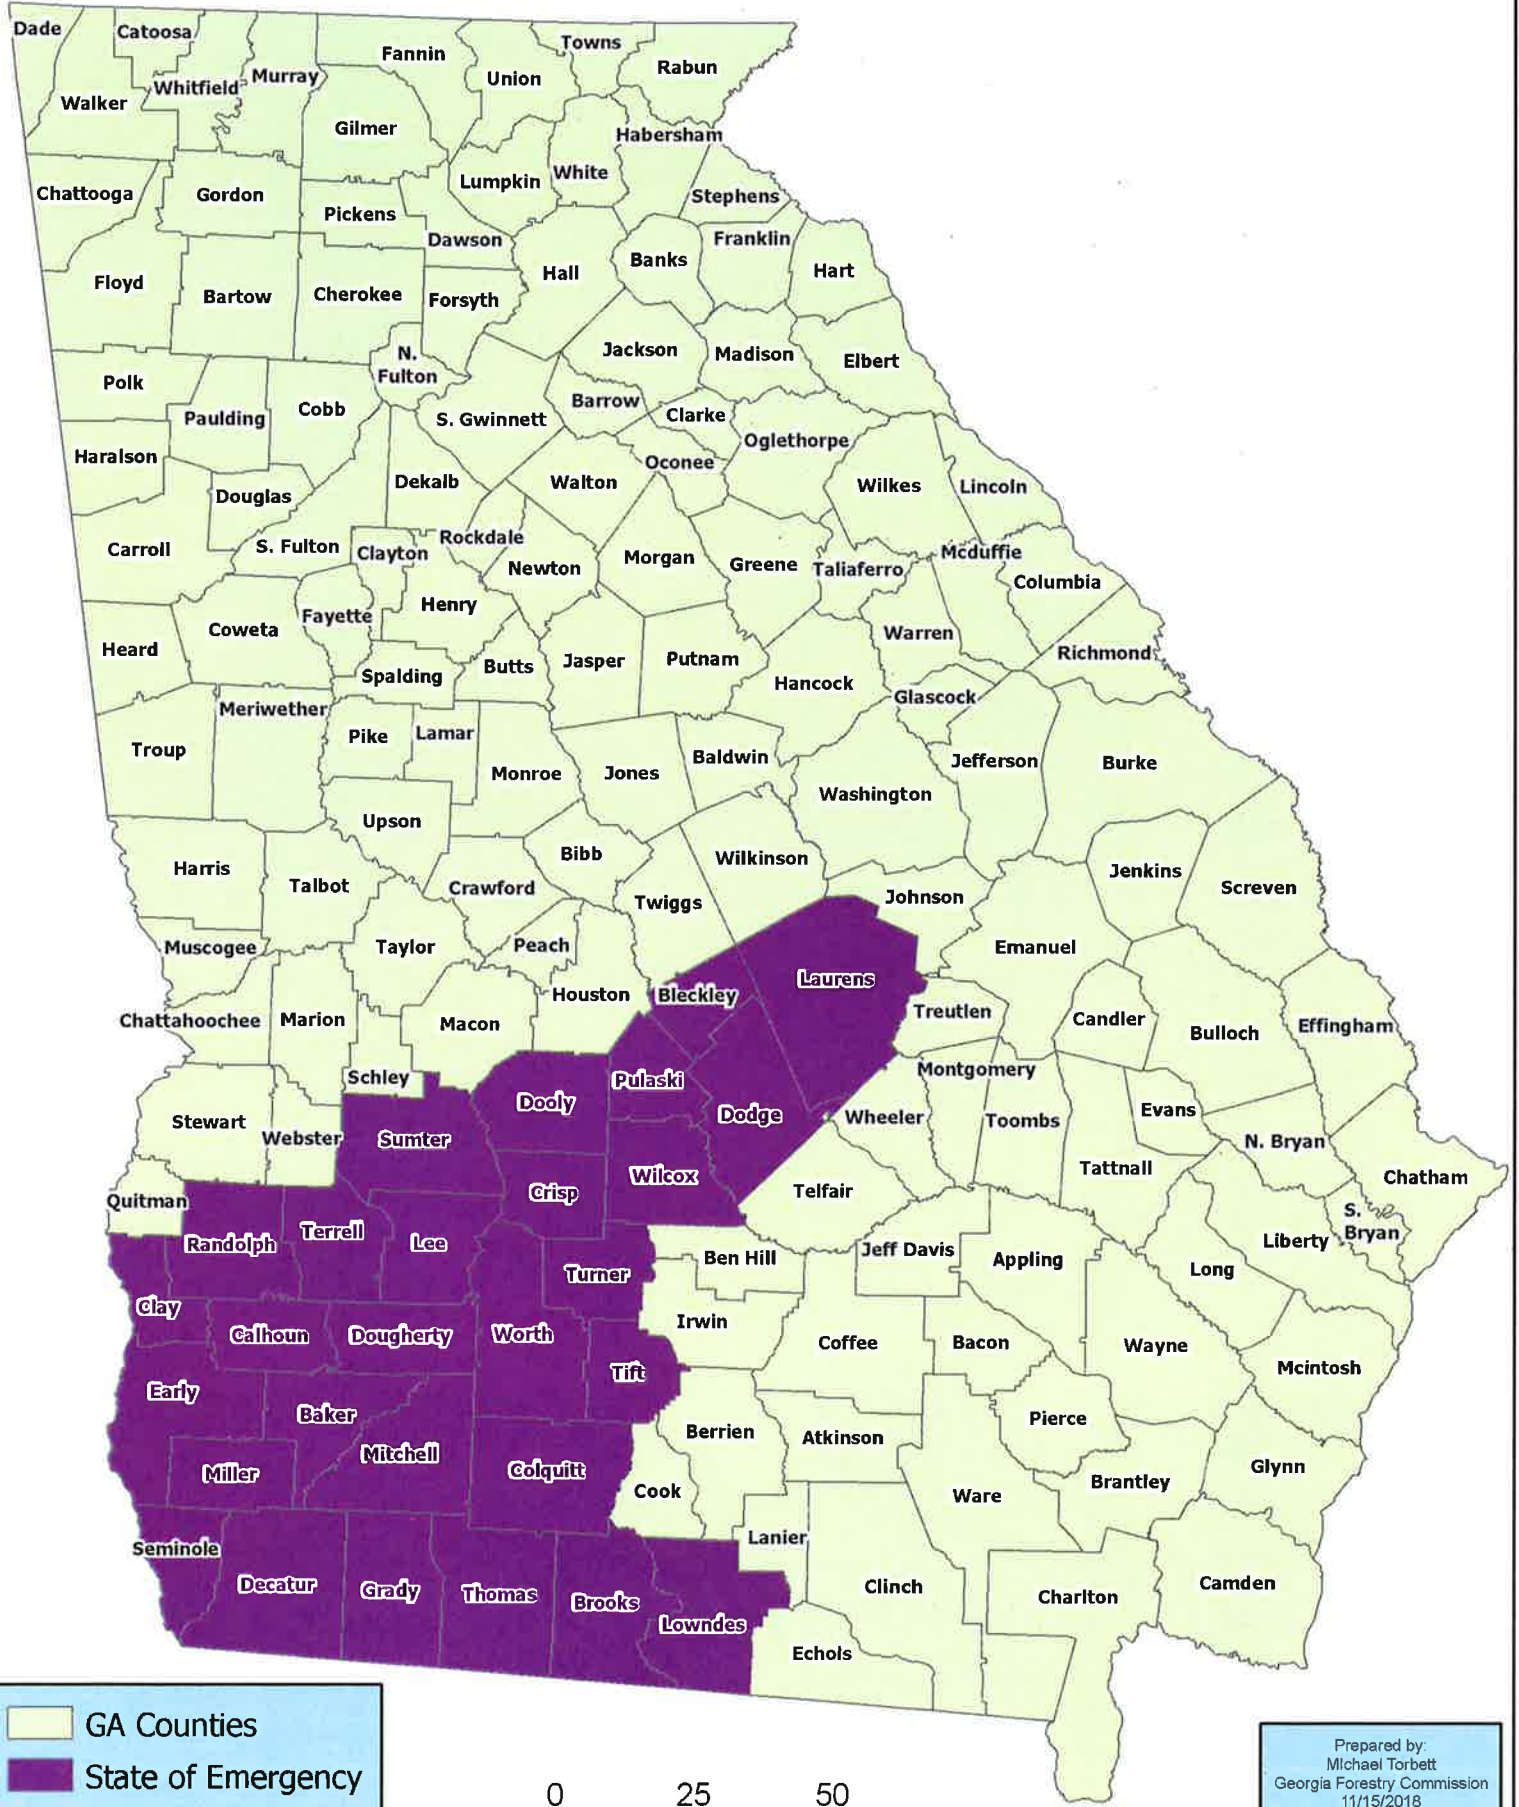 Dade
Catoosa
Fannin
Towns
Rabun
Union
Murray
Whitfield
Walker
Gilmer
Habersham
White
Lumpkin
Stephens
Chattooga
Gordon
Pickens
Dawson
Franklin
Banks
Hart
Hall
Floyd
Bartow
Cherokee
Forsyth
N.
Fulton
Jackson
Madison
Elbert
Polk
Paulding
Cobb
S. Gwinnett
Barrow
Clarke
Oglethorpe
Haralson
Douglas
Dekalb
Walton
Oconee
Wilkes
Lincoln
Carroll
S. Fulton
Clayton
Rockdale
Newton
Morgan
Greene
Taliaferro
Mcduffie
Columbia
Heard
Coweta
Fayette
Henry
Spalding
Butts
Jasper
Putnam
Hancock
Warren
Richmond
Glascock
Troup
Meriwether
Pike
Lamar
Monroe
Jones
Baldwin
Washington
Jefferson
Burke
Upson
Harris
Talbot
Crawford
Bibb
Twiggs
Wilkinson
Johnson
Jenkins
Screven
Muscogee
Taylor
Peach
Houston
Bleckley
Laurens
Emanuel
Chattahoochee
Marion
Macon
Treutlen
Candler
Bulloch
Effingham
Schley
Dooly
Pulaski
Dodge
Montgomery
Wheeler
Toombs
Evans
N. Bryan
Stewart
Webster
Sumter
Crisp
Wilcox
Telfair
Tattnall
Chatham
Quitman
Randolph
Terrell
Lee
Turner
Ben Hill
Jeff Davis
Appling
Long
Liberty
S.
Bryan
Clay
Calhoun
Dougherty
Worth
Tift
Irwin
Coffee
Bacon
Wayne
Mcintosh
Early
Baker
Mitchell
Miller
Colquitt
Cook
Berrien
Atkinson
Pierce
Ware
Brantley
Glynn
Seminole
Decatur
Grady
Thomas
Brooks
Lowndes
Lanier
Echols
Clinch
Charlton
Camden
GA Counties
State of Emergency
0 25 50
Prepared by:
Michael Torbett
Georgia Forestry Commission
11/15/2018